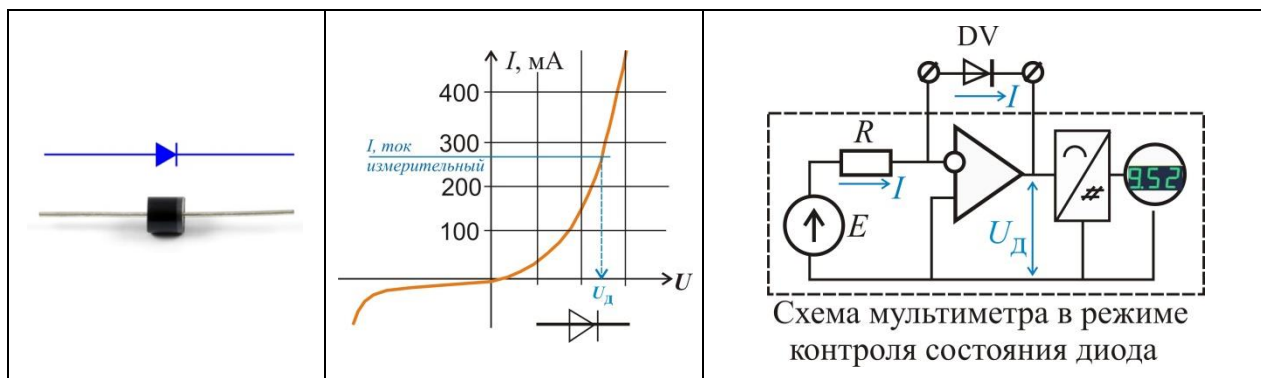 I, мА
400
300
I, ток
измерительный
200
100
U
Uд
DV
I
R
I
E
Uд
9.52
Схема мультиметра в режиме
контроля состояния диода